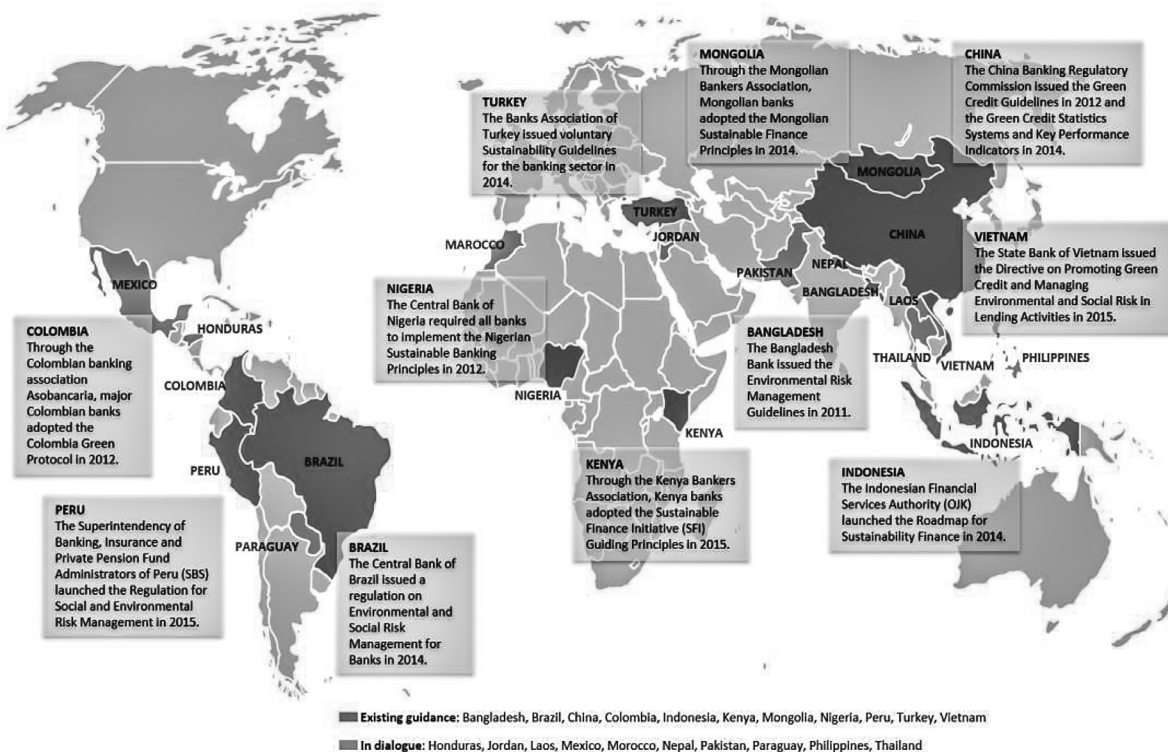 MONGOLIA
Through the Mongolian
Bankers Association,
Mongolian banks
adopted the Mongolian
Sustainable Finance
Principles in 2014.
CHINA
The China Banking Regulatory
Commission issued the Green
Credit Guidelines in 2012 and
the Green Credit Statistics
Systems and Key Performance
Indicators in 2014.
TURKEY
The Banks Association of
Turkey issued voluntary
Sustainability Guidelines
for the banking sector in
2014.
MONGOLIA
TURKEY
CHINA
MAROCCO
JORDAN
PAKISTAN
NEPAL
BANGLADESH
LAOS
VIETNAM
The State Bank of Vietnam issued
the Directive on Promoting Green
Credit and Managing
Environmental and Social Risk in
Lending Activities in 2015.
MEXICO
HONDURAS
NIGERIA
The Central Bank of
Nigeria required all banks
to implement the Nigerian
Sustainable Banking
Principles in 2012.
COLOMBIA
Through the
Colombian banking
association
Asobancaria, major
Colombian banks
adopted the
Colombia Green
Protocol in 2012.
COLOMBIA
BANGLADESH
The Bangladesh
Bank issued the
Environmental Risk
Management
Guidelines in 2011.
THAILAND
VIETNAM
PHILIPPINES
NIGERIA
KENYA
INDONESIA
PERU
BRAZIL
KENYA
Through the Kenya Bankers
Association, Kenya banks
adopted the Sustainable
Finance Initiative (SFI)
Guiding Principles in 2015.
INDONESIA
The Indonesian Financial
Services Authority (OJK)
launched the Roadmap for
Sustainability Finance in 2014.
PERU
The Superintendency of
Banking, Insurance and
Private Pension Fund
Administrators of Peru (SBS)
launched the Regulation for
Social and Environmental
Risk Management in 2015.
PARAGUAY
BRAZIL
The Central Bank of
Brazil issued a
regulation on
Environmental and
Social Risk
Management for
Banks in 2014.
Existing guidance: Bangladesh, Brazil, China, Colombia, Indonesia, Kenya, Mongolia, Nigeria, Peru, Turkey, Vietnam
In dialogue: Honduras, Jordan, Laos, Mexico, Morocco, Nepal, Pakistan, Paraguay, Philippines, Thailand